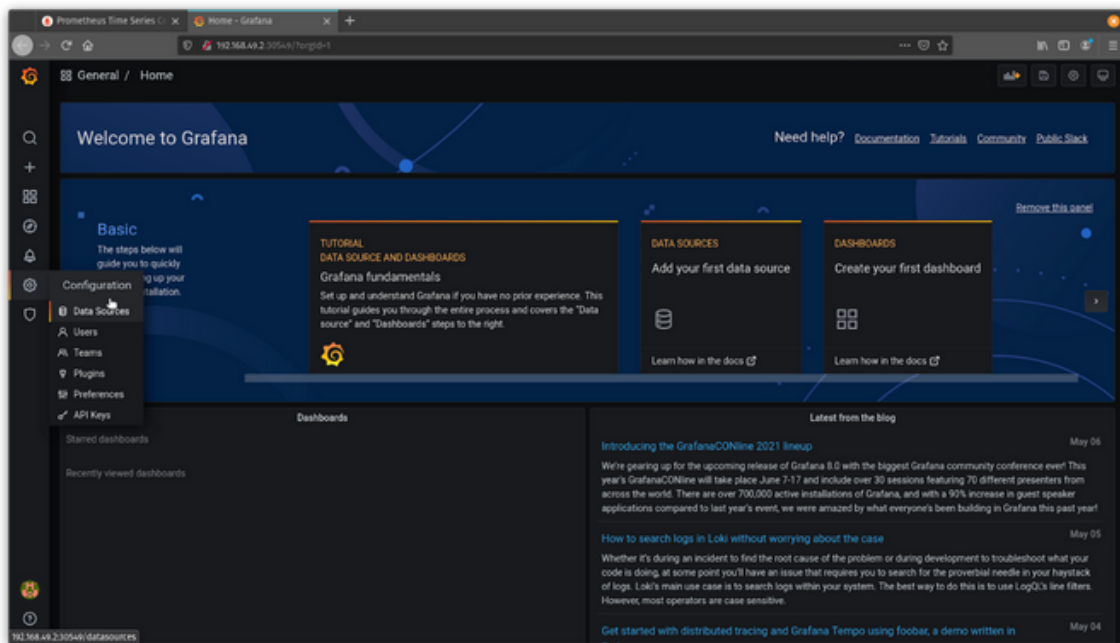 Prometheus Time Series
Home - Grafana
192.168.49.2:30549/?orgId=1
General / Home
Welcome to Grafana
Need help? Documentation Tutorials Community Public Slack
Remove this panel
Basic
The steps below will
guide you to quickly
up your
installation.
TUTORIAL
DATA SOURCE AND DASHBOARDS
Grafana fundamentals
Set up and understand Grafana if you have no prior experience. This
tutorial guides you through the entire process and covers the "Data
source" and "Dashboards" steps to the right.
DATA SOURCES
Add your first data source
Learn how in the docs
DASHBOARDS
Create your first dashboard
Learn how in the docs
Configuration
Data Sources
Users
Teams
Plugins
Preferences
API Keys
Dashboards
Starred dashboards
Recently viewed dashboards
Latest from the blog
Introducing the GrafanaCONline 2021 lineup
May 06
We're gearing up for the upcoming release of Grafana 8.0 with the biggest Grafana community conference ever! This
year's GrafanaCONline will take place June 7-17 and include over 30 sessions featuring 70 different presenters from
across the world. There are over 700,000 active installations of Grafana, and with a 90% increase in guest speaker
applications compared to last year's event, we were amazed by what everyone's been building in Grafana this past year!
How to search logs in Loki without worrying about the case
May 05
Whether it's during an incident to find the root cause of the problem or during development to troubleshoot what your
code is doing, at some point you'll have an issue that requires you to search for the proverbial needle in your haystack
of logs. Loki's main use case is to search logs within your system. The best way to do this is to use LogQL's line filters.
However, most operators are case sensitive.
Get started with distributed tracing and Grafana Tempo using foobar, a demo written in
May 04
192.168.49.2:30549/datasources